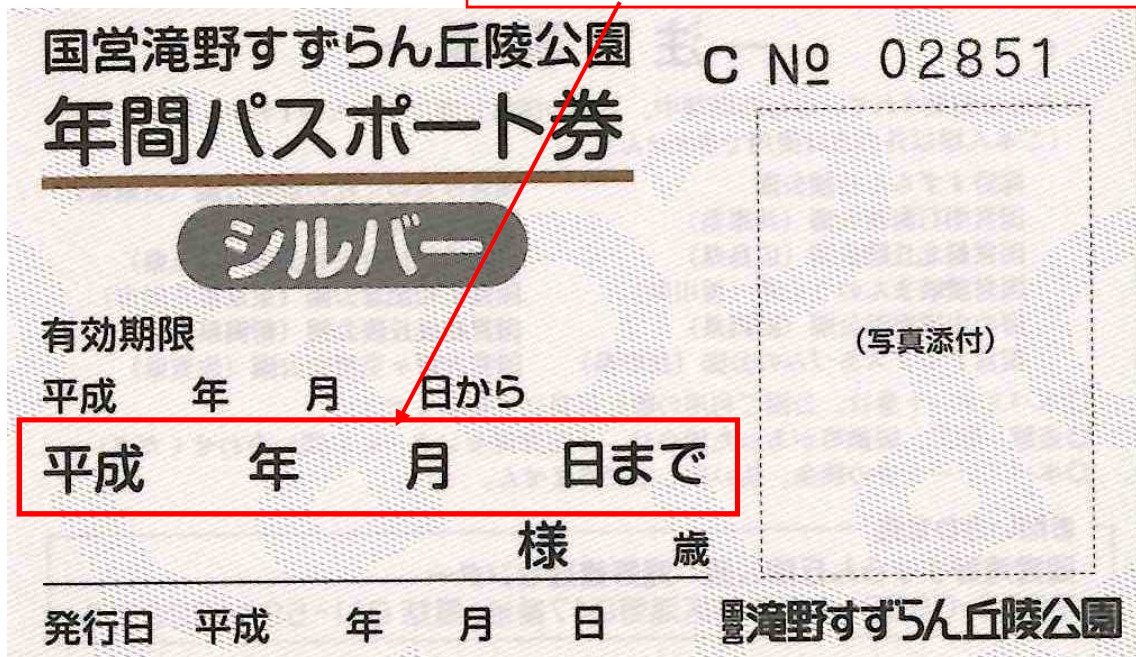 国営滝野すずらん丘陵公園
C № 02851
年間パスポート券
シルバー
有効期限
平成 年 月 日から
平成 年 月 日まで
様 歳
発行日 平成 年 月 日
(写真添付)
国営滝野すずらん丘陵公園